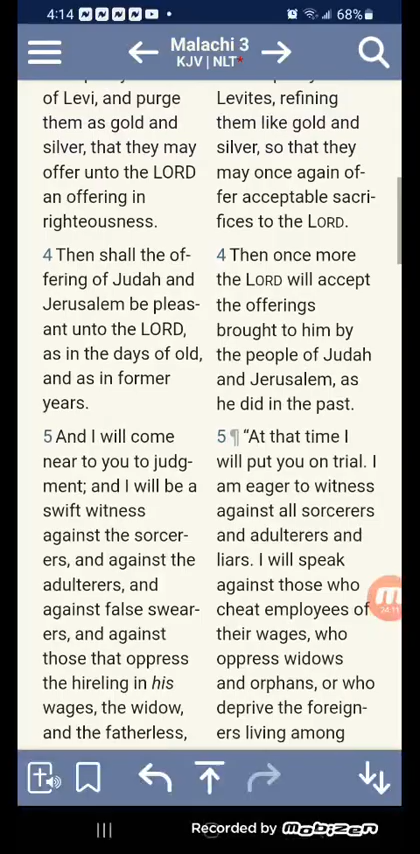 4:14
68%
Malachi 3
KJV | NLT*
of Levi, and purge
them as gold and
silver, that they may
offer unto the LORD
an offering in
righteousness.
4 Then shall the of-
fering of Judah and
Jerusalem be pleas-
ant unto the LORD,
as in the days of old,
and as in former
years.
5 And I will come
near to you to judg-
ment; and I will be a
swift witness
against the sorcer-
ers, and against the
adulterers, and
against false swear-
ers, and against
those that oppress
the hireling in his
wages, the widow,
and the fatherless,
Levites, refining
them like gold and
silver, so that they
may once again of-
fer acceptable sacri-
fices to the LORD.
4 Then once more
the LORD will accept
the offerings
brought to him by
the people of Judah
and Jerusalem, as
he did in the past.
5 ¶ “At that time I
will put you on trial. I
am eager to witness
against all sorcerers
and adulterers and
liars. I will speak
against those who
cheat employees of
their wages, who
oppress widows
and orphans, or who
deprive the foreign-
ers living among
Recorded by Mobizen